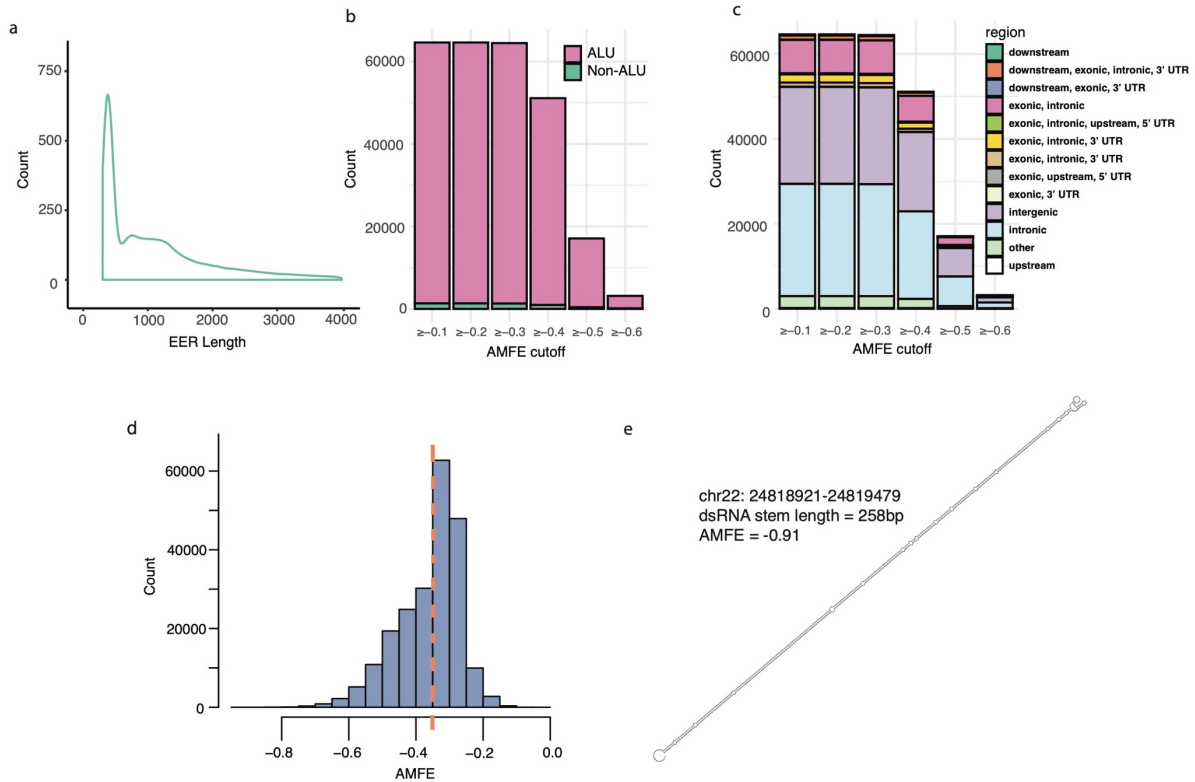 a
750
500
250
0
Count
0 1000 2000 3000 4000
EER Length
b
60000
40000
20000
0
Count
ALU
Non-ALU
≥−0.1 ≥−0.2 ≥−0.3 ≥−0.4 ≥−0.5 ≥−0.6
AMFE cutoff
c
60000
40000
20000
0
Count
≥−0.1 ≥−0.2 ≥−0.3 ≥−0.4 ≥−0.5 ≥−0.6
AMFE cutoff
region
downstream
downstream, exonic, intronic, 3' UTR
downstream, exonic, 3' UTR
exonic, intronic
exonic, intronic, upstream, 5' UTR
exonic, intronic, 3' UTR
exonic, intronic, 3' UTR
exonic, upstream, 5' UTR
exonic, 3' UTR
intergenic
intronic
other
upstream
d
60000
40000
20000
0
Count
−0.8 −0.6 −0.4 −0.2 0.0
AMFE
e
chr22: 24818921-24819479
dsRNA stem length = 258bp
AMFE = -0.91